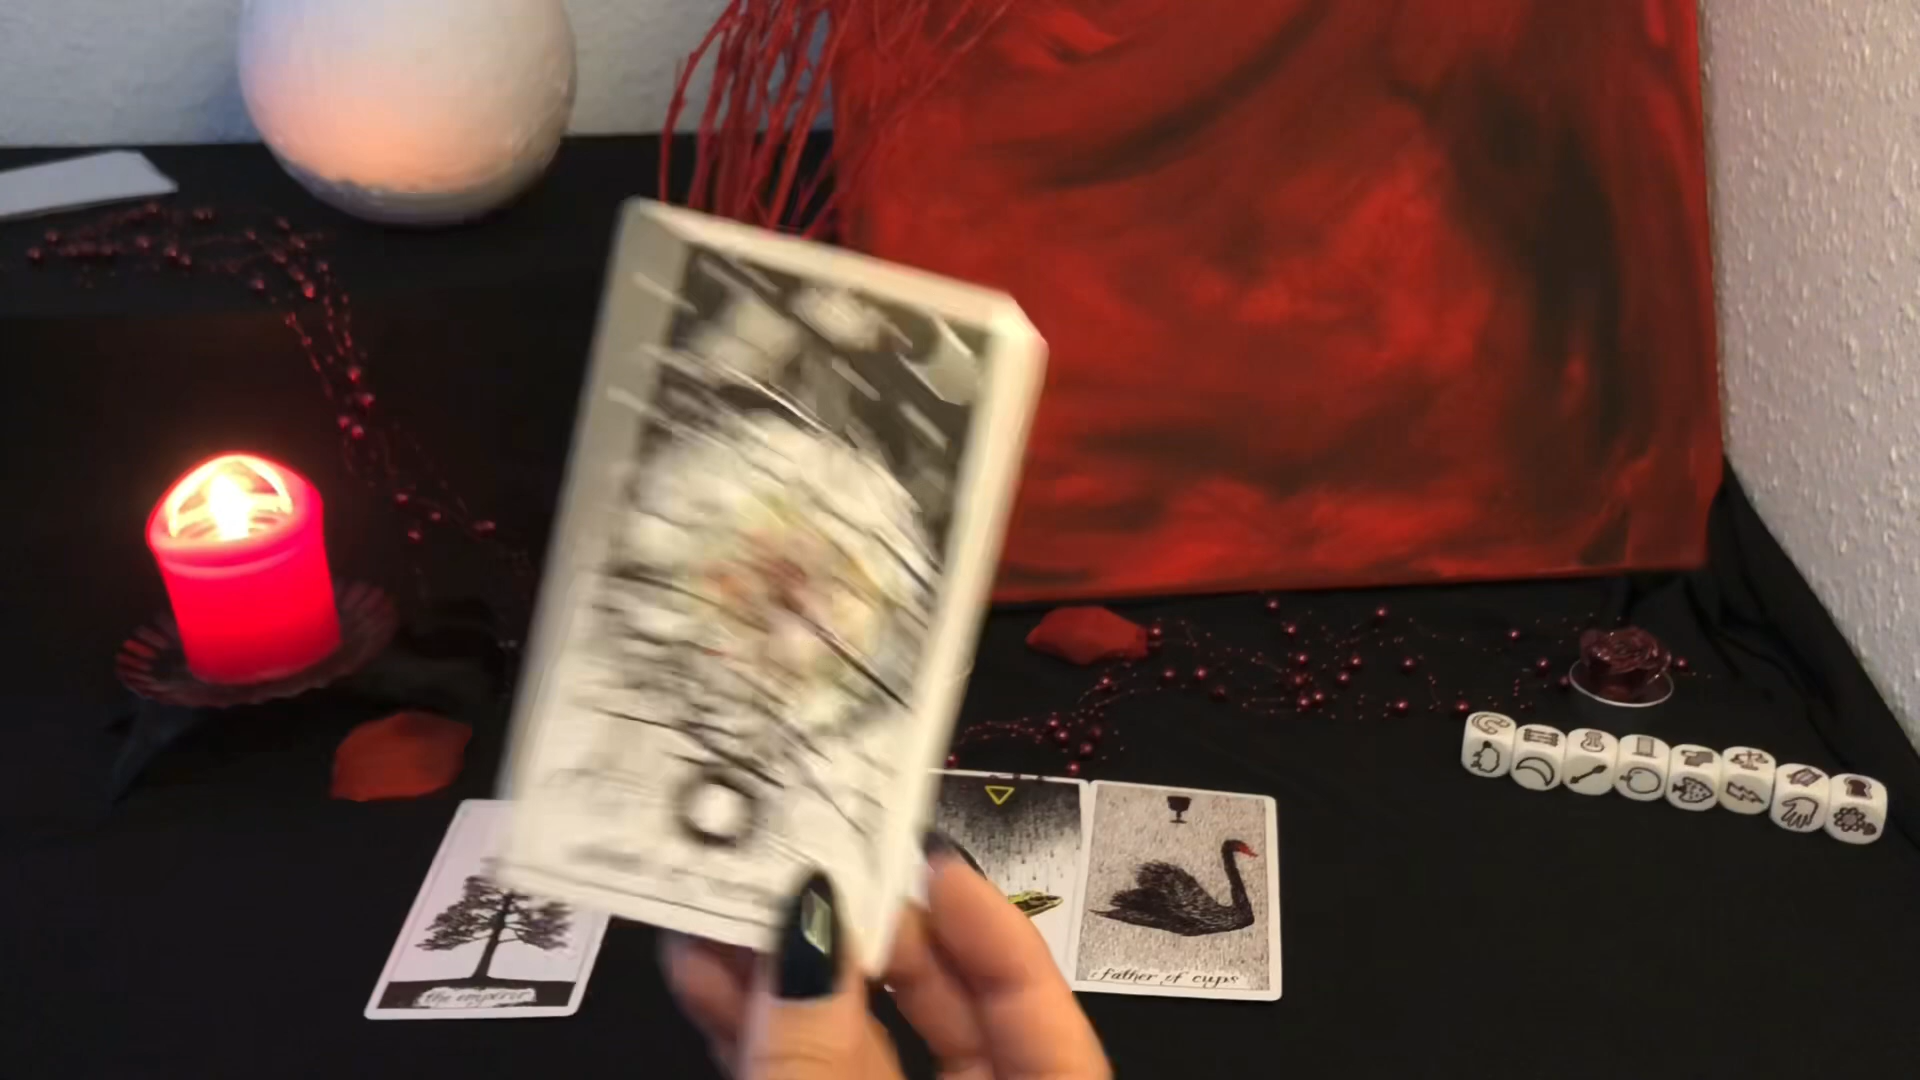 the emperor
father of cups